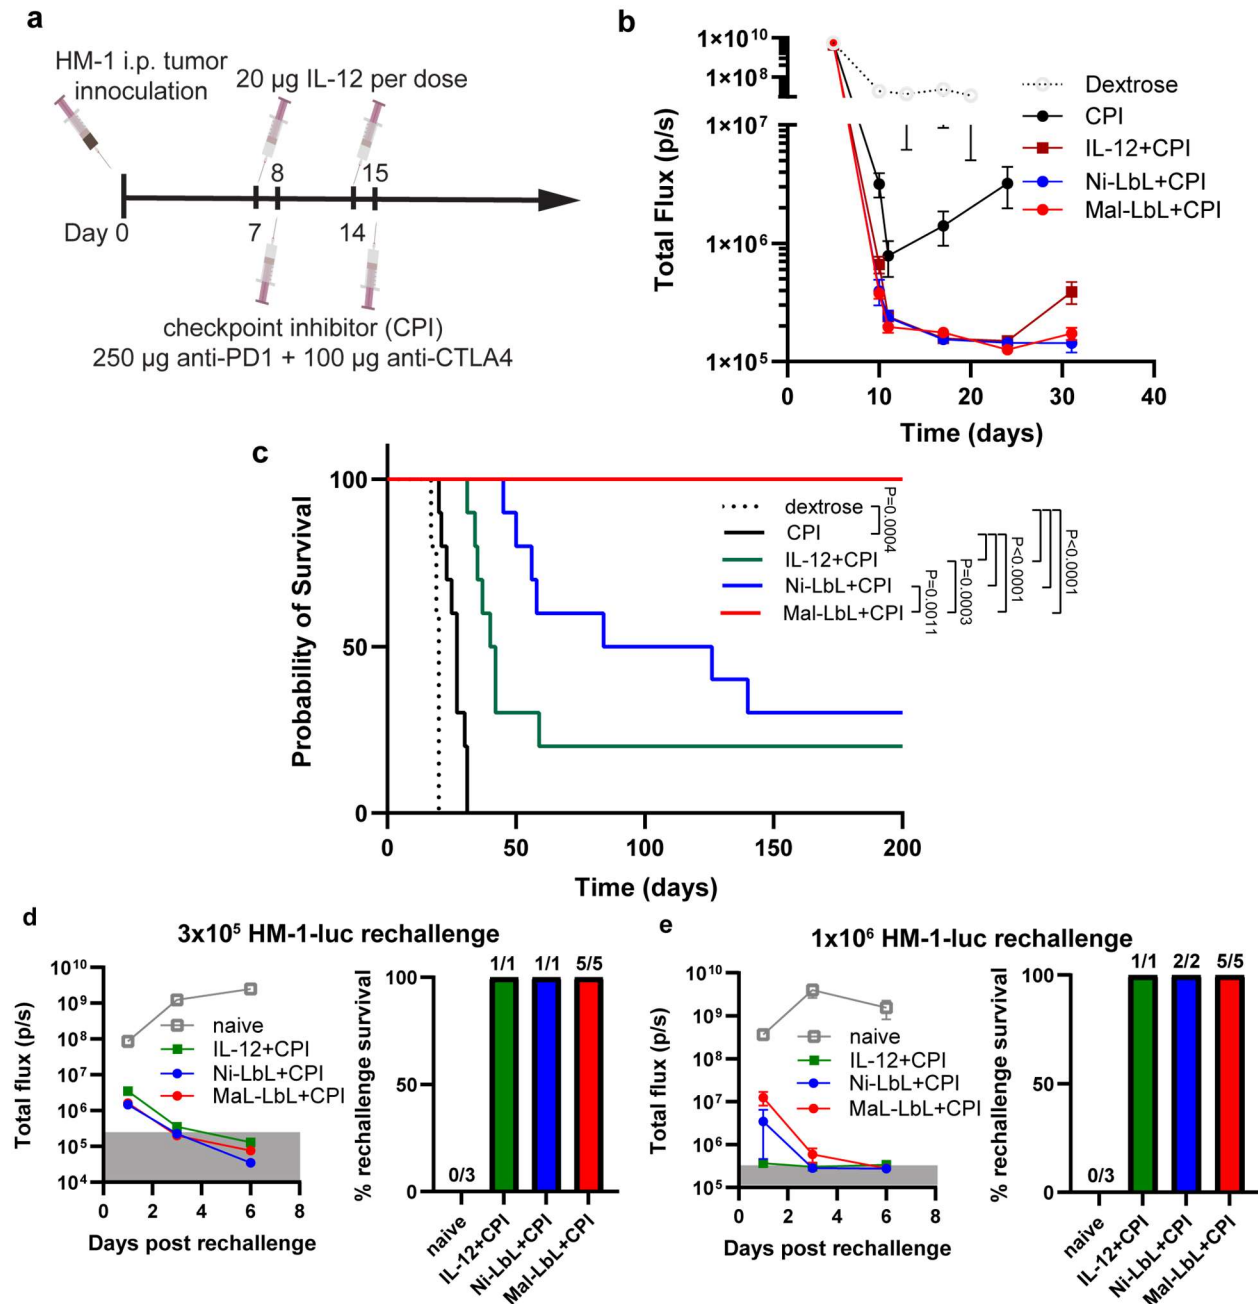 a
HM-1 i.p. tumor
innoculation
20 µg IL-12 per dose
8
15
Day 0
7
14
checkpoint inhibitor (CPI)
250 µg anti-PD1 + 100 µg anti-CTLA4
b
Total Flux (p/s)
1×10¹⁰
1×10⁸
1×10⁷
1×10⁶
1×10⁵
0 10 20 30 40
Time (days)
Dextrose
CPI
IL-12+CPI
Ni-LbL+CPI
Mal-LbL+CPI
c
Probability of Survival
100
50
0
0 50 100 150 200
Time (days)
dextrose
CPI
IL-12+CPI
Ni-LbL+CPI
Mal-LbL+CPI
P=0.0004
P=0.0011
P=0.0003
P<0.0001
P<0.0001
d
3x10⁵ HM-1-luc rechallenge
Total flux (p/s)
10¹⁰
10⁹
10⁸
10⁷
10⁶
10⁵
10⁴
0 2 4 6 8
Days post rechallenge
naive
IL-12+CPI
Ni-LbL+CPI
MaL-LbL+CPI
% rechallenge survival
100
50
0
0/3
1/1
1/1
5/5
naive
IL-12+CPI
Ni-LbL+CPI
Mal-LbL+CPI
e
1x10⁶ HM-1-luc rechallenge
Total flux (p/s)
10¹⁰
10⁹
10⁸
10⁷
10⁶
10⁵
0 2 4 6 8
Days post rechallenge
naive
IL-12+CPI
Ni-LbL+CPI
MaL-LbL+CPI
% rechallenge survival
100
50
0
0/3
1/1
2/2
5/5
naive
IL-12+CPI
Ni-LbL+CPI
Mal-LbL+CPI